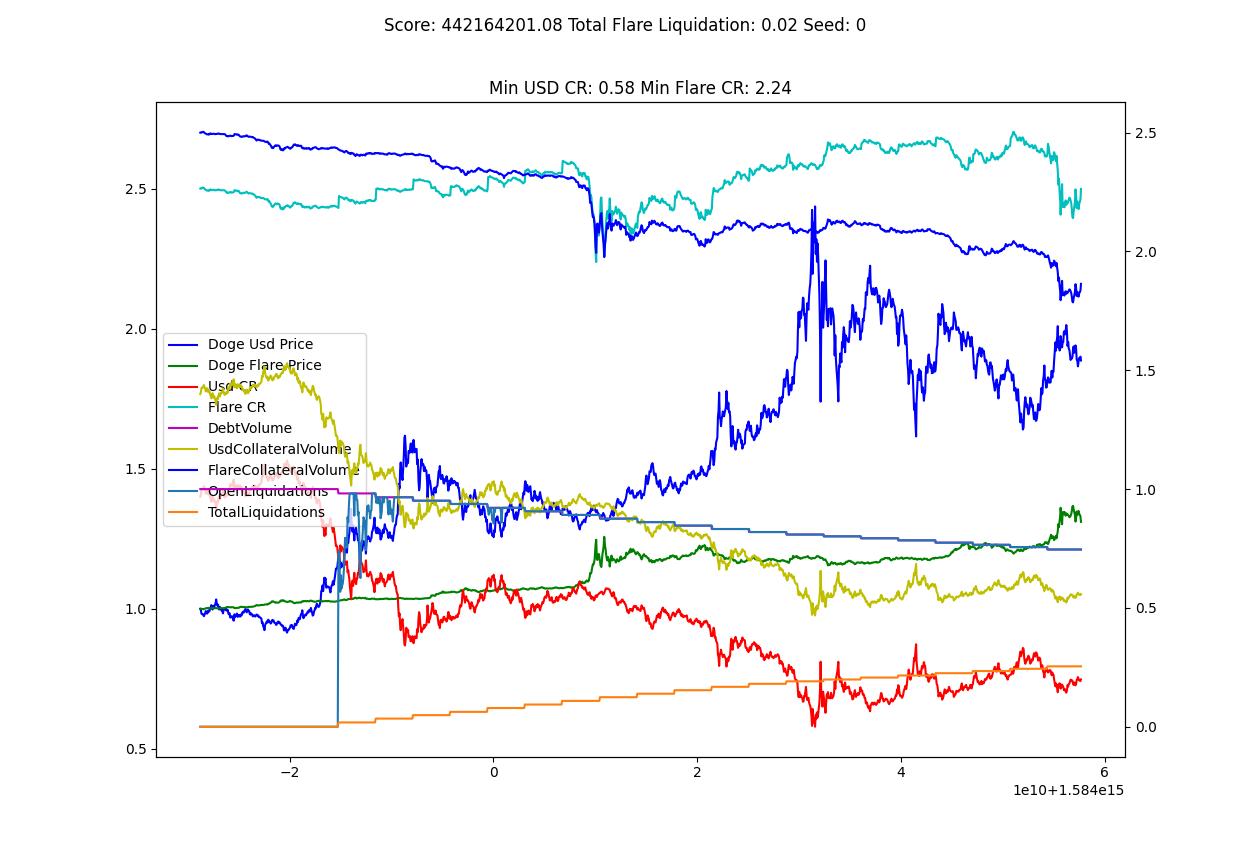 Score: 442164201.08 Total Flare Liquidation: 0.02 Seed: 0
Min USD CR: 0.58 Min Flare CR: 2.24
2.5
2.0
1.5
1.0
0.5
2.5
2.0
1.5
1.0
0.5
0.0
Doge Usd Price
Doge Flare Price
Usd CR
Flare CR
DebtVolume
UsdCollateralVolume
FlareCollateralVolume
OpenLiquidations
TotalLiquidations
−2
0
2
4
6
1e10+1.584e15